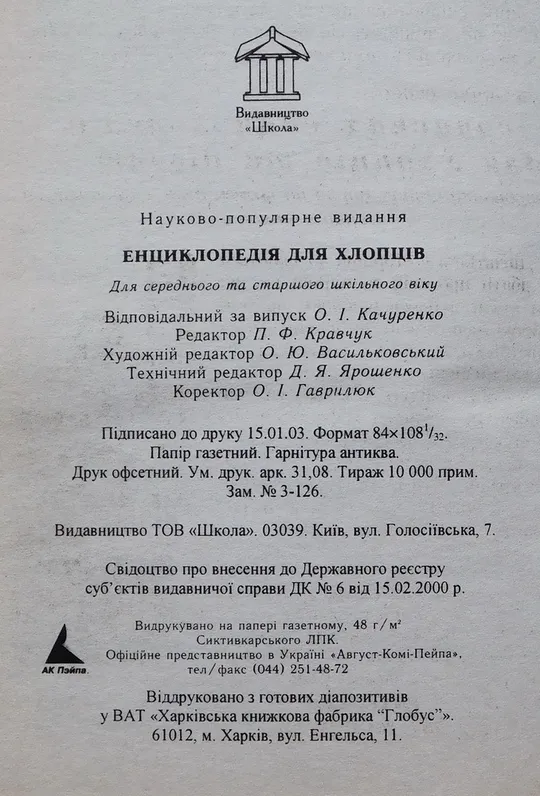 Видавництво
«Школа»
Науково-популярне видання
ЕНЦИКЛОПЕДІЯ ДЛЯ ХЛОПЦІВ
Для середнього та старшого шкільного віку
Відповідальний за випуск О. І. Качуренко
Редактор П. Ф. Кравчук
Художній редактор О. Ю. Васильковський
Технічний редактор Д. Я. Ярошенко
Коректор О. І. Гаврилюк
Підписано до друку 15.01.03. Формат 84×108¹/₃₂.
Папір газетний. Гарнітура антиква.
Друк офсетний. Ум. друк. арк. 31,08. Тираж 10 000 прим.
Зам. № 3-126.
Видавництво ТОВ «Школа». 03039. Київ, вул. Голосіївська, 7.
Свідоцтво про внесення до Державного реєстру
суб’єктів видавничої справи ДК № 6 від 15.02.2000 р.
Видрукувано на папері газетному, 48 г/м²
Сиктивкарського ЛПК.
Офіційне представництво в Україні «Август-Комі-Пейпа»,
тел/факс (044) 251-48-72
АК Пэйпа
Віддруковано з готових діапозитивів
у ВАТ «Харківська книжкова фабрика “Глобус”».
61012, м. Харків, вул. Енгельса, 11.